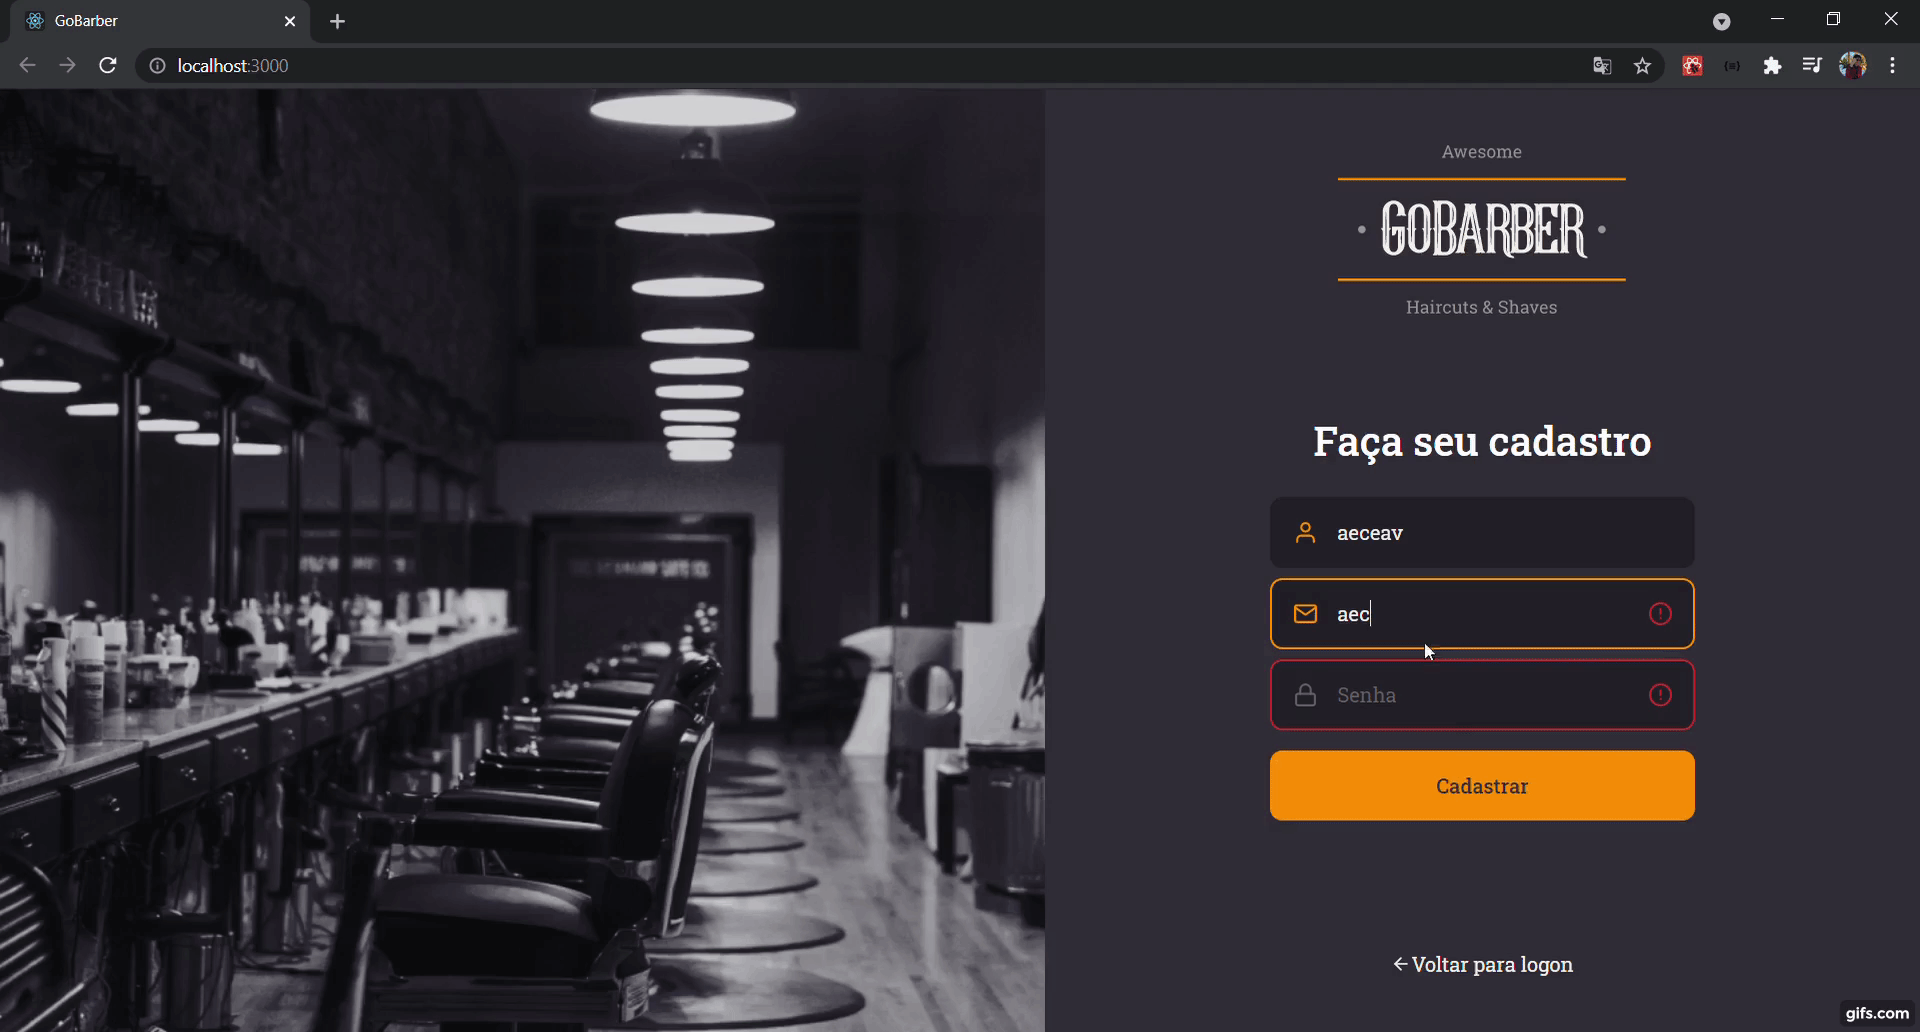 GoBarber
localhost:3000
Awesome
• GOBARBER •
Haircuts & Shaves
Faça seu cadastro
aeceav
aec
Senha
Cadastrar
← Voltar para logon
gifs.com